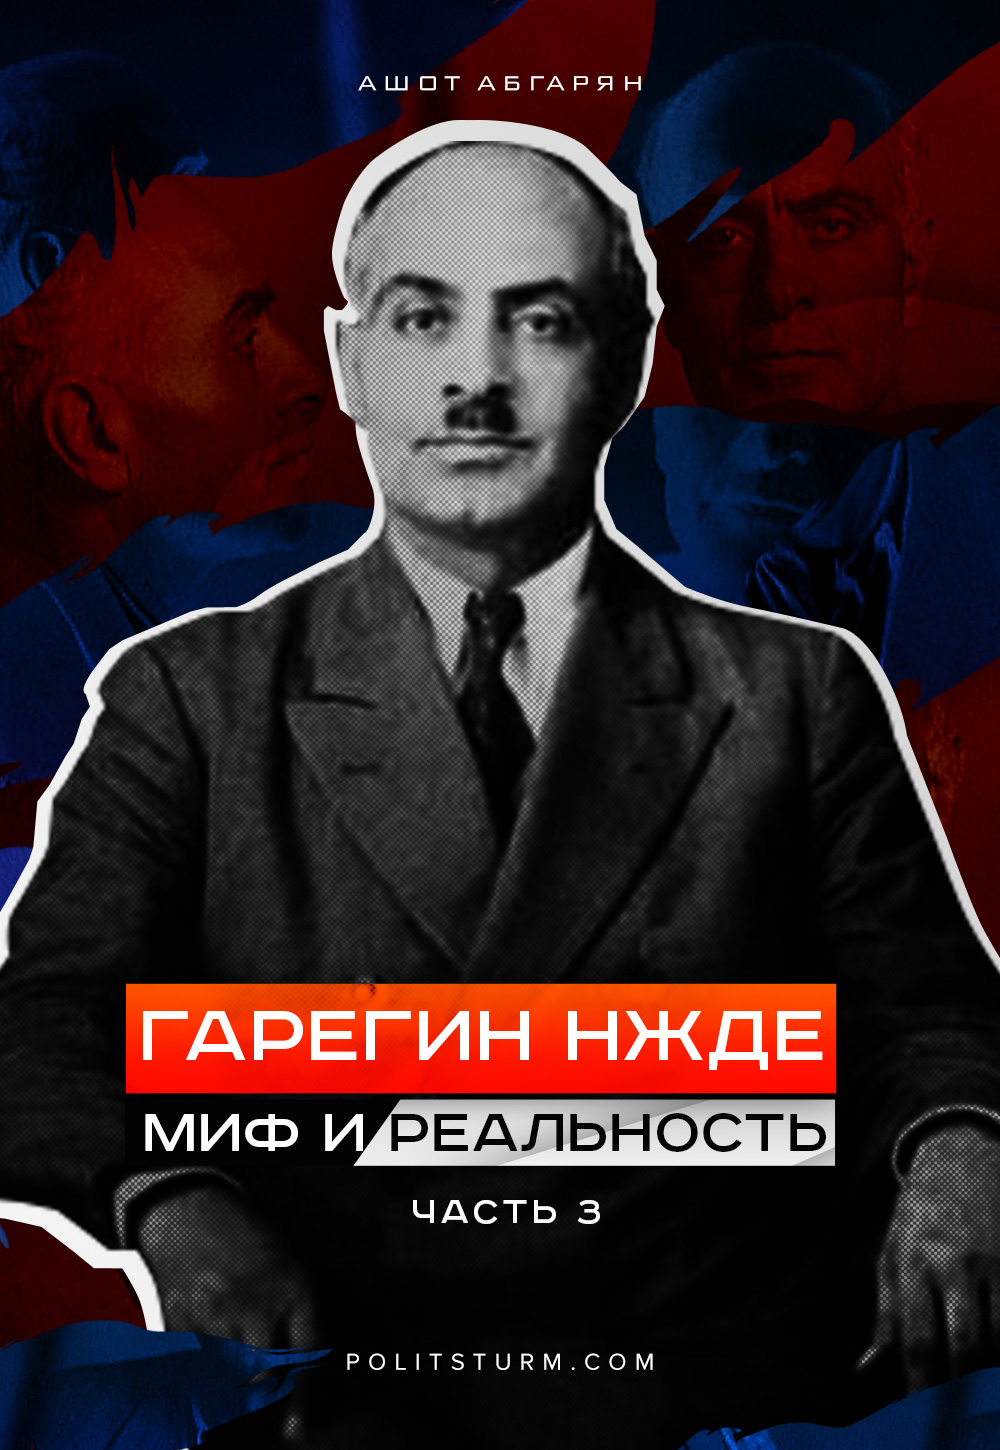 АШОТ АБГАРЯН
ГАРЕГИН НЖДЕ
МИФ И РЕАЛЬНОСТЬ
ЧАСТЬ 3
POLITSTURM.COM